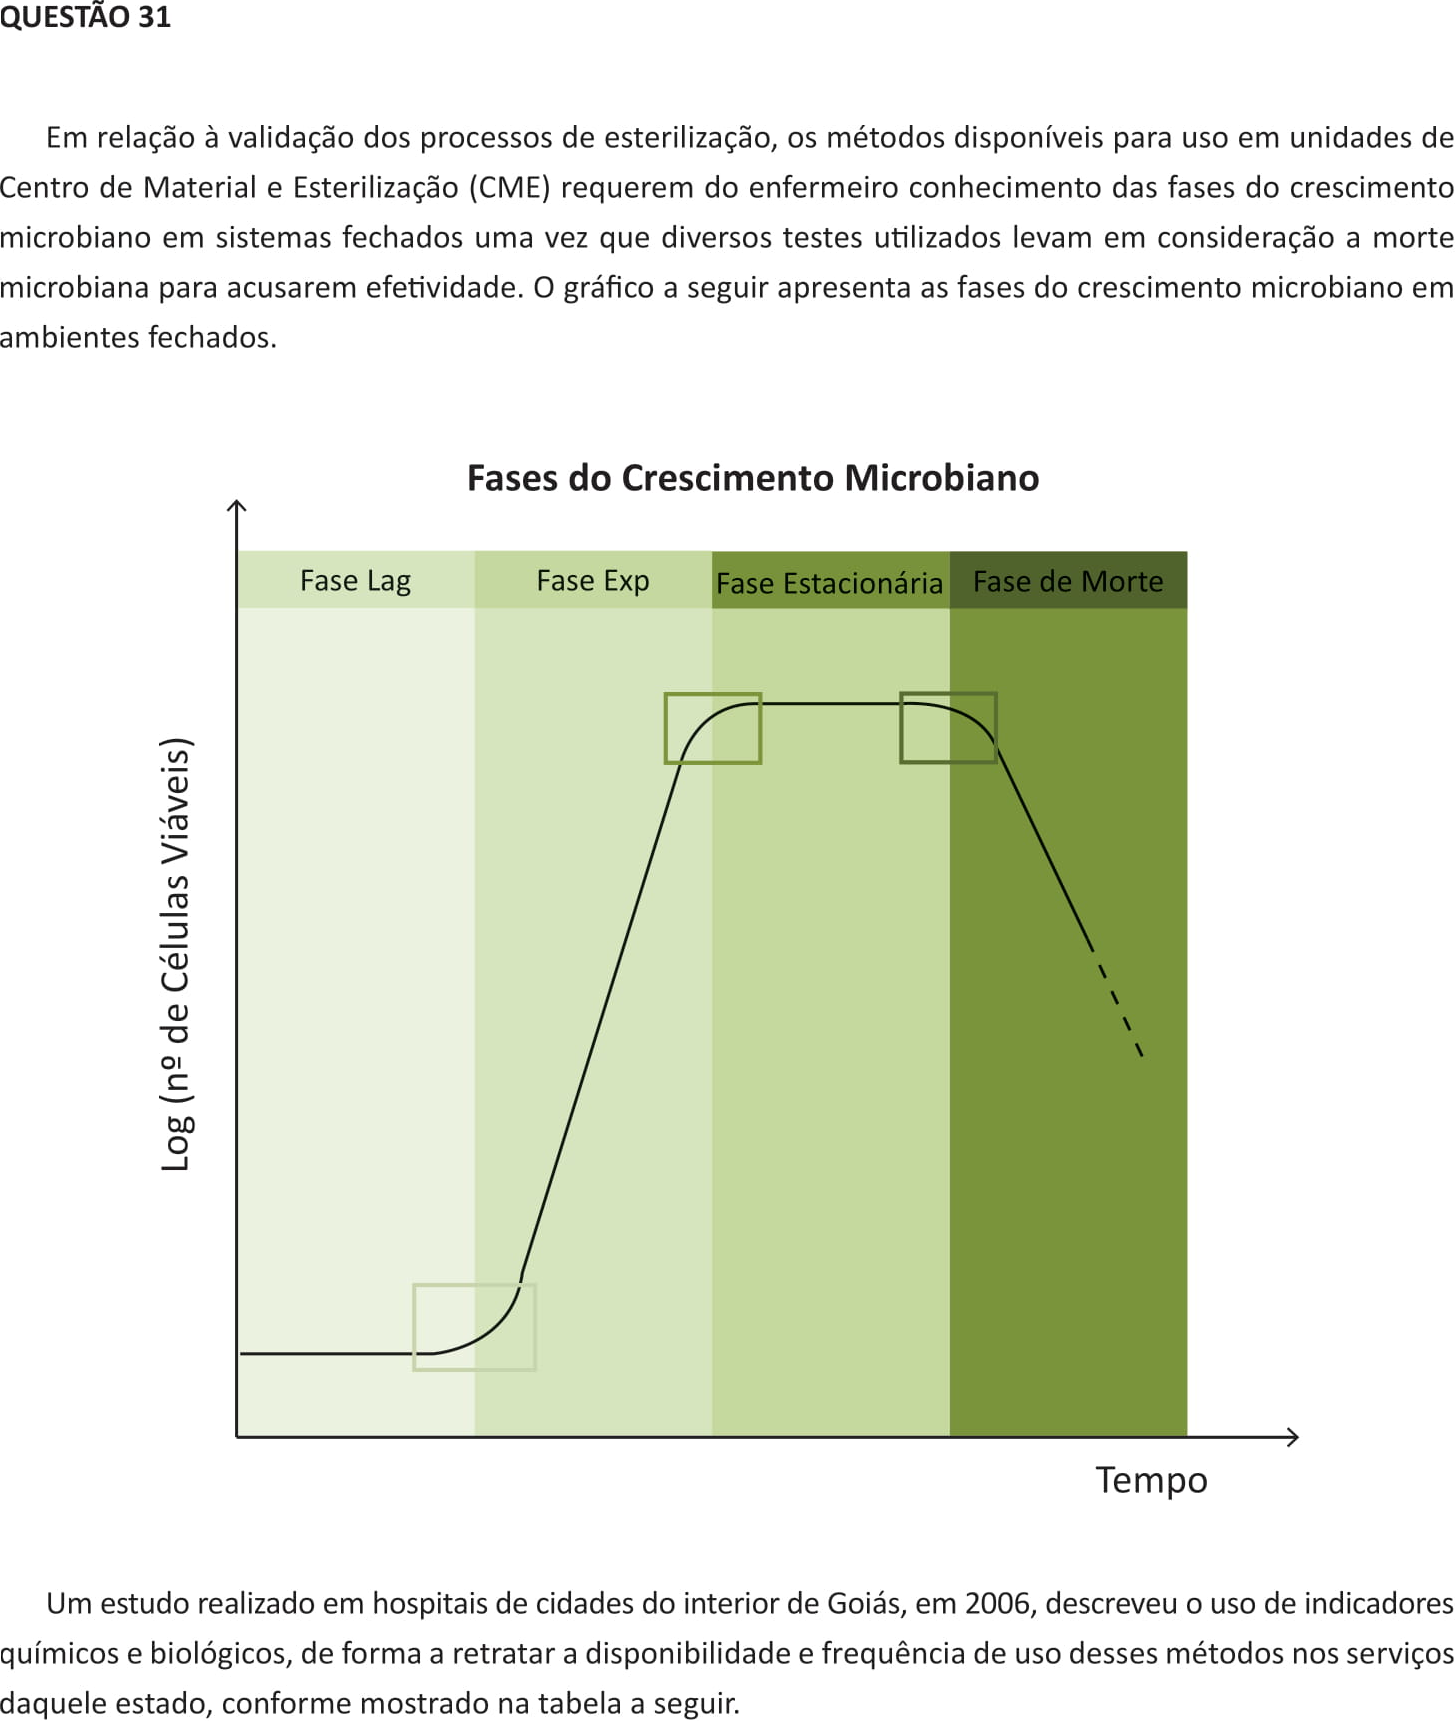 QUESTÃO 31
Em relação à validação dos processos de esterilização, os métodos disponíveis para uso em unidades de
Centro de Material e Esterilização (CME) requerem do enfermeiro conhecimento das fases do crescimento
microbiano em sistemas fechados uma vez que diversos testes utilizados levam em consideração a morte
microbiana para acusarem efetividade. O gráfico a seguir apresenta as fases do crescimento microbiano em
ambientes fechados.
Fases do Crescimento Microbiano
Fase Lag
Fase Exp
Fase Estacionária
Fase de Morte
Log (nº de Células Viáveis)
Tempo
Um estudo realizado em hospitais de cidades do interior de Goiás, em 2006, descreveu o uso de indicadores
químicos e biológicos, de forma a retratar a disponibilidade e frequência de uso desses métodos nos serviços
daquele estado, conforme mostrado na tabela a seguir.